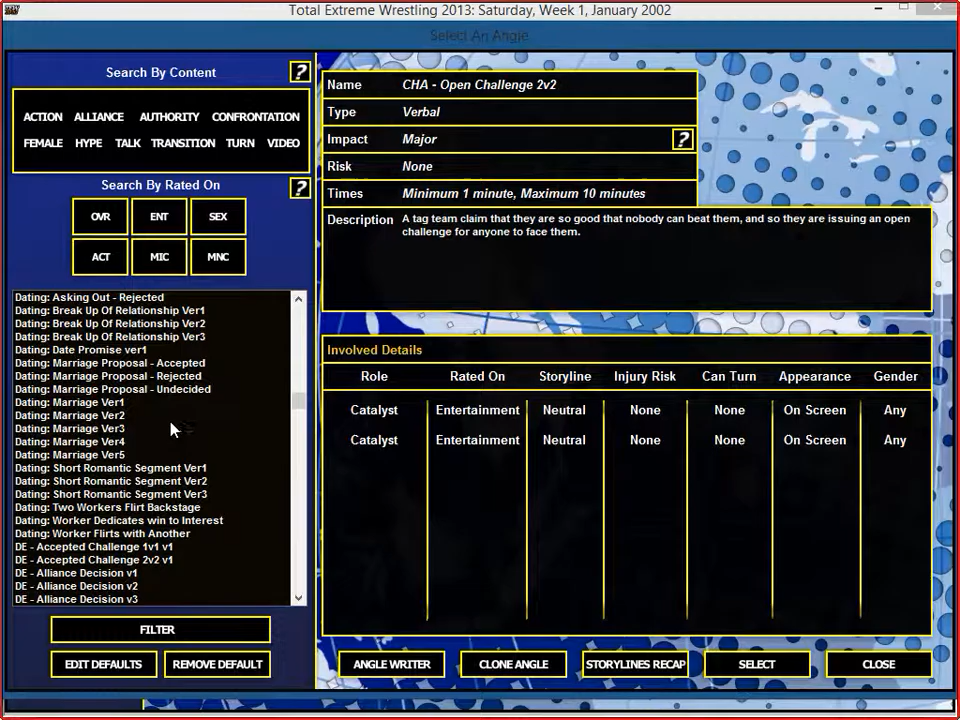 Total Extreme Wrestling 2013: Saturday, Week 1, January 2002
Select An Angle
Search By Content
?
ACTION ALLIANCE AUTHORITY CONFRONTATION
FEMALE HYPE TALK TRANSITION TURN VIDEO
Search By Rated On
?
OVR ENT SEX
ACT MIC MNC
Dating: Asking Out - Rejected
Dating: Break Up Of Relationship Ver1
Dating: Break Up Of Relationship Ver2
Dating: Break Up Of Relationship Ver3
Dating: Date Promise ver1
Dating: Marriage Proposal - Accepted
Dating: Marriage Proposal - Rejected
Dating: Marriage Proposal - Undecided
Dating: Marriage Ver1
Dating: Marriage Ver2
Dating: Marriage Ver3
Dating: Marriage Ver4
Dating: Marriage Ver5
Dating: Short Romantic Segment Ver1
Dating: Short Romantic Segment Ver2
Dating: Short Romantic Segment Ver3
Dating: Two Workers Flirt Backstage
Dating: Worker Dedicates win to Interest
Dating: Worker Flirts with Another
DE - Accepted Challenge 1v1 v1
DE - Accepted Challenge 2v2 v1
DE - Alliance Decision v1
DE - Alliance Decision v2
DE - Alliance Decision v3
FILTER
EDIT DEFAULTS REMOVE DEFAULT
Name CHA - Open Challenge 2v2
Type Verbal
Impact Major ?
Risk None
Times Minimum 1 minute, Maximum 10 minutes
Description A tag team claim that they are so good that nobody can beat them, and so they are issuing an open
challenge for anyone to face them.
Involved Details
Role Rated On Storyline Injury Risk Can Turn Appearance Gender
Catalyst Entertainment Neutral None None On Screen Any
Catalyst Entertainment Neutral None None On Screen Any
ANGLE WRITER CLONE ANGLE STORYLINES RECAP SELECT CLOSE